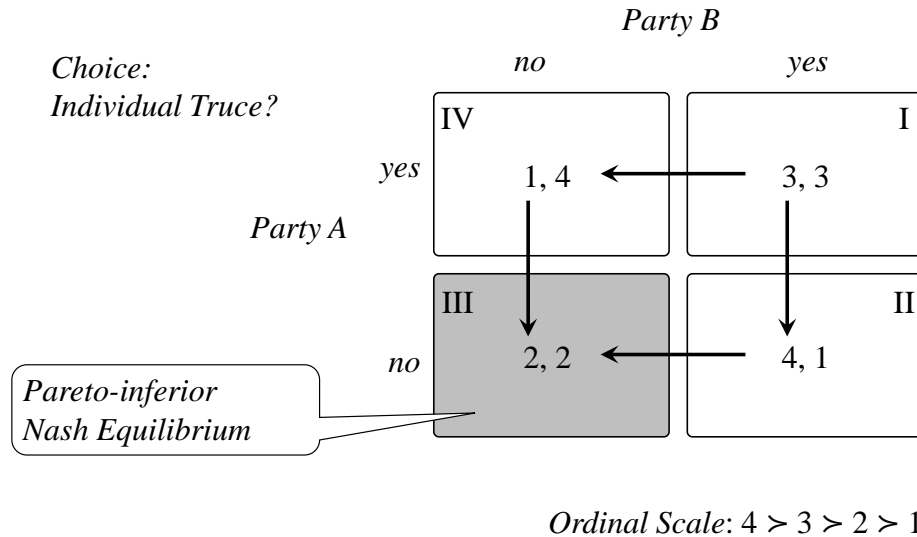 Party B
Choice:
Individual Truce?
no yes
IV I
yes 1, 4 3, 3
Party A
III II
no 2, 2 4, 1
Pareto-inferior
Nash Equilibrium
Ordinal Scale: 4 ≻ 3 ≻ 2 ≻ 1